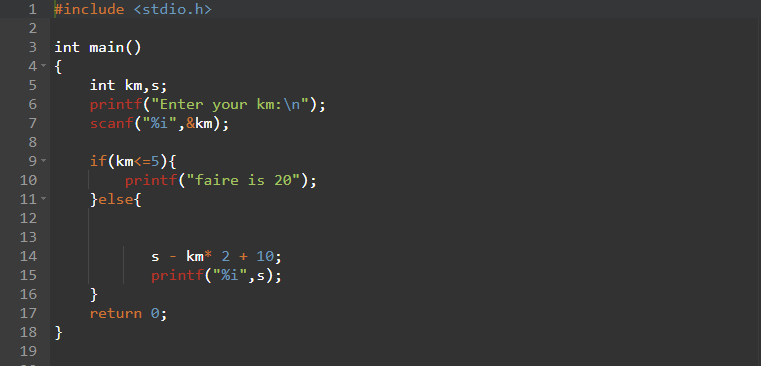 1 #include <stdio.h>
2
3 int main()
4 {
5 int km,s;
6 printf("Enter your km:\n");
7 scanf("%i",&km);
8
9 if(km<=5){
10 printf("faire is 20");
11 }else{
12
13
14 s - km* 2 + 10;
15 printf("%i",s);
16 }
17 return 0;
18 }
19